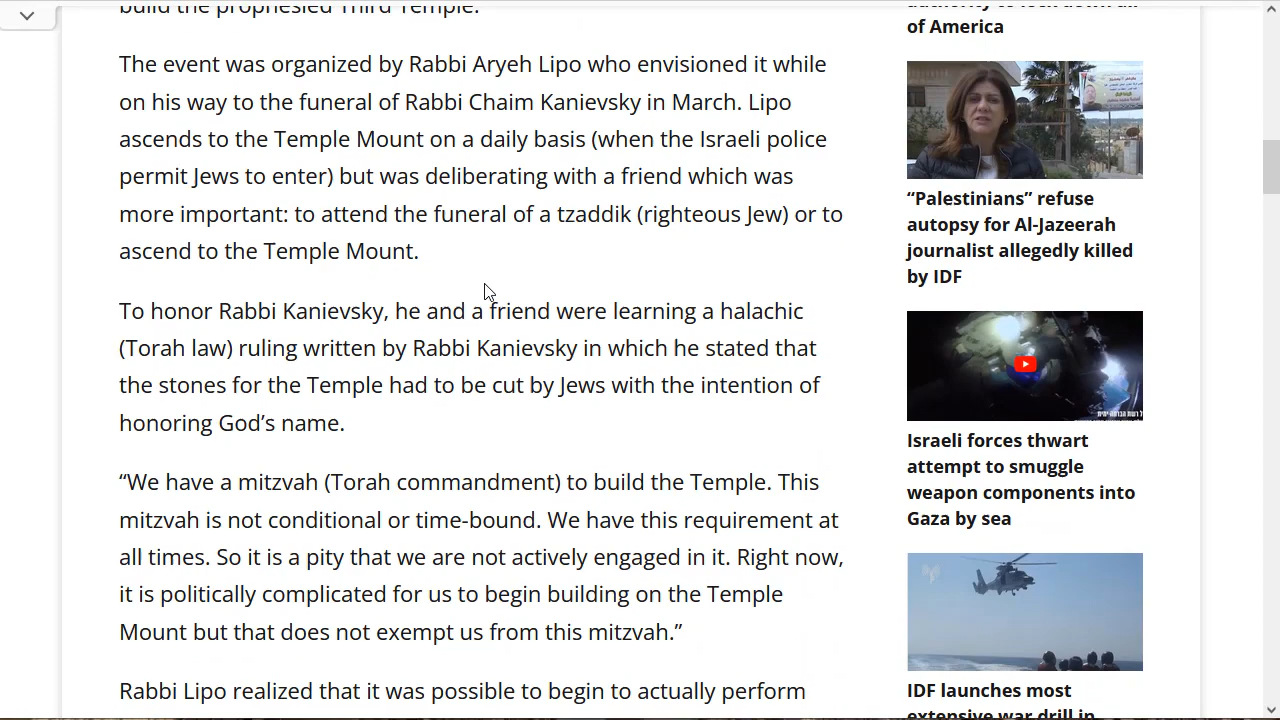 build the prophesied Third Temple.
The event was organized by Rabbi Aryeh Lipo who envisioned it while
on his way to the funeral of Rabbi Chaim Kanievsky in March. Lipo
ascends to the Temple Mount on a daily basis (when the Israeli police
permit Jews to enter) but was deliberating with a friend which was
more important: to attend the funeral of a tzaddik (righteous Jew) or to
ascend to the Temple Mount.
To honor Rabbi Kanievsky, he and a friend were learning a halachic
(Torah law) ruling written by Rabbi Kanievsky in which he stated that
the stones for the Temple had to be cut by Jews with the intention of
honoring God’s name.
“We have a mitzvah (Torah commandment) to build the Temple. This
mitzvah is not conditional or time-bound. We have this requirement at
all times. So it is a pity that we are not actively engaged in it. Right now,
it is politically complicated for us to begin building on the Temple
Mount but that does not exempt us from this mitzvah.”
Rabbi Lipo realized that it was possible to begin to actually perform
of America
“Palestinians” refuse
autopsy for Al-Jazeerah
journalist allegedly killed
by IDF
Israeli forces thwart
attempt to smuggle
weapon components into
Gaza by sea
IDF launches most
extensive war drill in